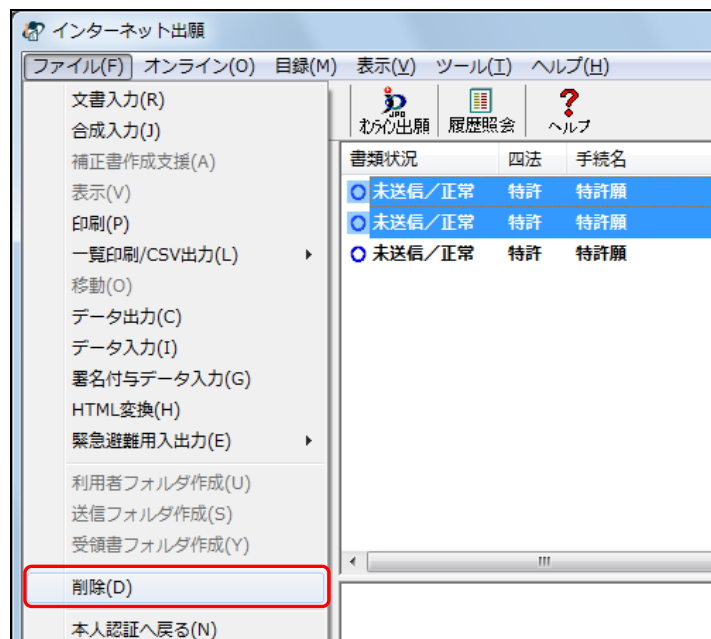 インターネット出願
ファイル(F) オンライン(O) 目録(M) 表示(V) ツール(T) ヘルプ(H)
文書入力(R)
合成入力(J)
補正書作成支援(A)
表示(V)
印刷(P)
一覧印刷/CSV出力(L)
移動(O)
データ出力(C)
データ入力(I)
署名付与データ入力(G)
HTML変換(H)
緊急避難用入出力(E)
利用者フォルダ作成(U)
送信フォルダ作成(S)
受領書フォルダ作成(Y)
削除(D)
本人認証へ戻る(N)
JPO
オンライン出願 履歴照会 ヘルプ
書類状況 四法 手続名
未送信/正常 特許 特許願
未送信/正常 特許 特許願
未送信/正常 特許 特許願